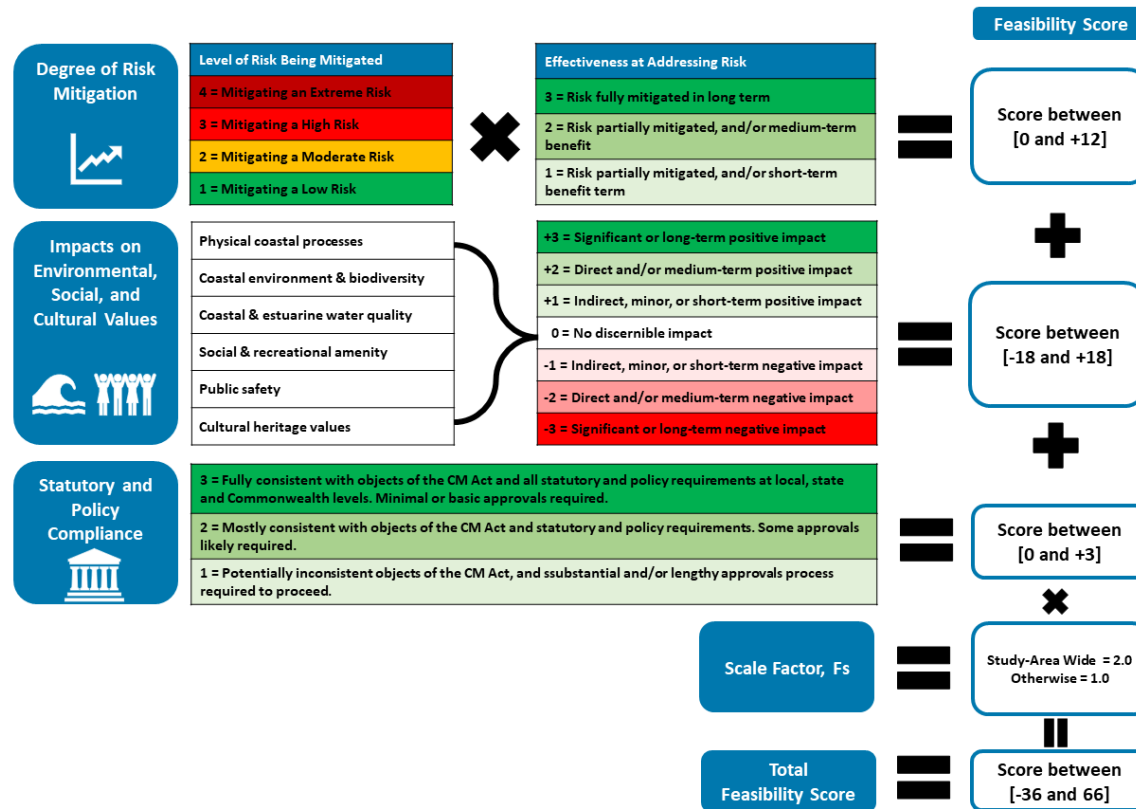 Feasibility Score
Degree of Risk
Mitigation
Level of Risk Being Mitigated
4 = Mitigating an Extreme Risk
3 = Mitigating a High Risk
2 = Mitigating a Moderate Risk
1 = Mitigating a Low Risk
Effectiveness at Addressing Risk
3 = Risk fully mitigated in long term
2 = Risk partially mitigated, and/or medium-term
benefit
1 = Risk partially mitigated, and/or short-term
benefit term
Score between
[0 and +12]
Impacts on
Environmental,
Social, and
Cultural Values
Physical coastal processes
Coastal environment & biodiversity
Coastal & estuarine water quality
Social & recreational amenity
Public safety
Cultural heritage values
+3 = Significant or long-term positive impact
+2 = Direct and/or medium-term positive impact
+1 = Indirect, minor, or short-term positive impact
0 = No discernible impact
-1 = Indirect, minor, or short-term negative impact
-2 = Direct and/or medium-term negative impact
-3 = Significant or long-term negative impact
Score between
[-18 and +18]
Statutory and
Policy
Compliance
3 = Fully consistent with objects of the CM Act and all statutory and policy requirements at local, state
and Commonwealth levels. Minimal or basic approvals required.
2 = Mostly consistent with objects of the CM Act and statutory and policy requirements. Some approvals
likely required.
1 = Potentially inconsistent objects of the CM Act, and ssubstantial and/or lengthy approvals process
required to proceed.
Score between
[0 and +3]
Scale Factor, Fs
Study-Area Wide = 2.0
Otherwise = 1.0
Total
Feasibility Score
Score between
[-36 and 66]